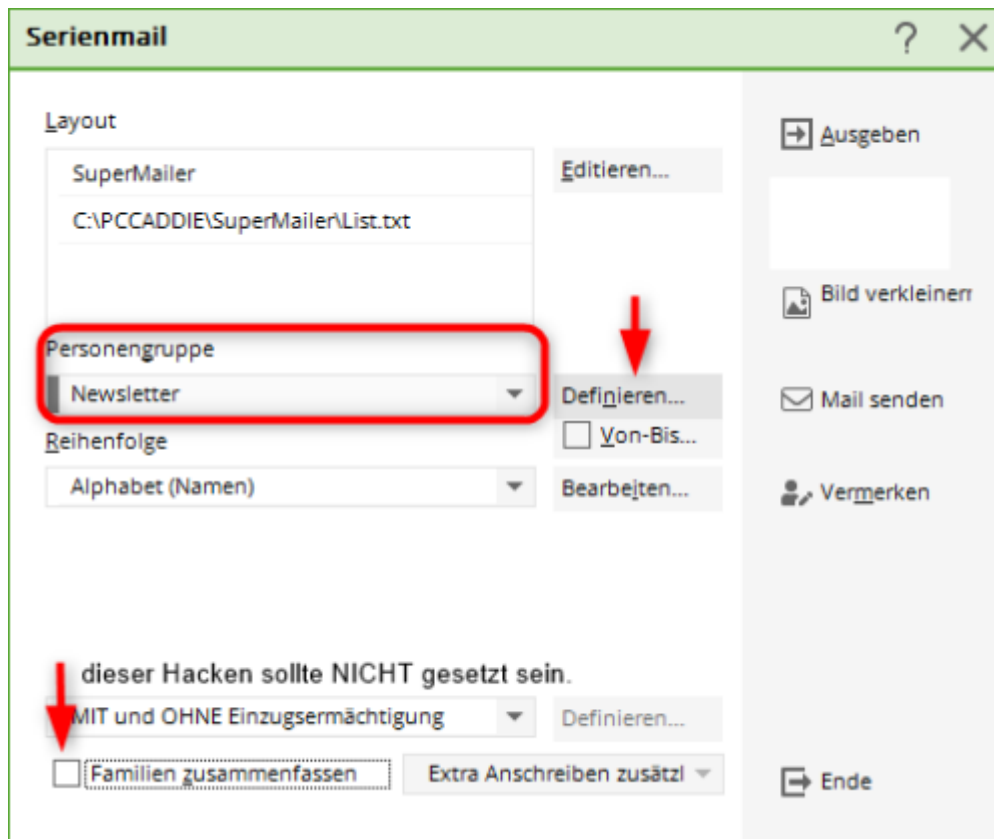 Serienmail ?
Layout
SuperMailer
C:\PCCADDIE\SuperMailer\List.txt
Editieren...
Personengruppe
Newsletter
Definieren...
Von-Bis...
Reihenfolge
Alphabet (Namen)
Bearbeiten...
dieser Hacken sollte NICHT gesetzt sein.
MIT und OHNE Einzugsermächtigung
Definieren...
Familien zusammenfassen
Extra Anschreiben zusätzl
Ausgeben
Bild verkleinerr
Mail senden
Vermerken
Ende